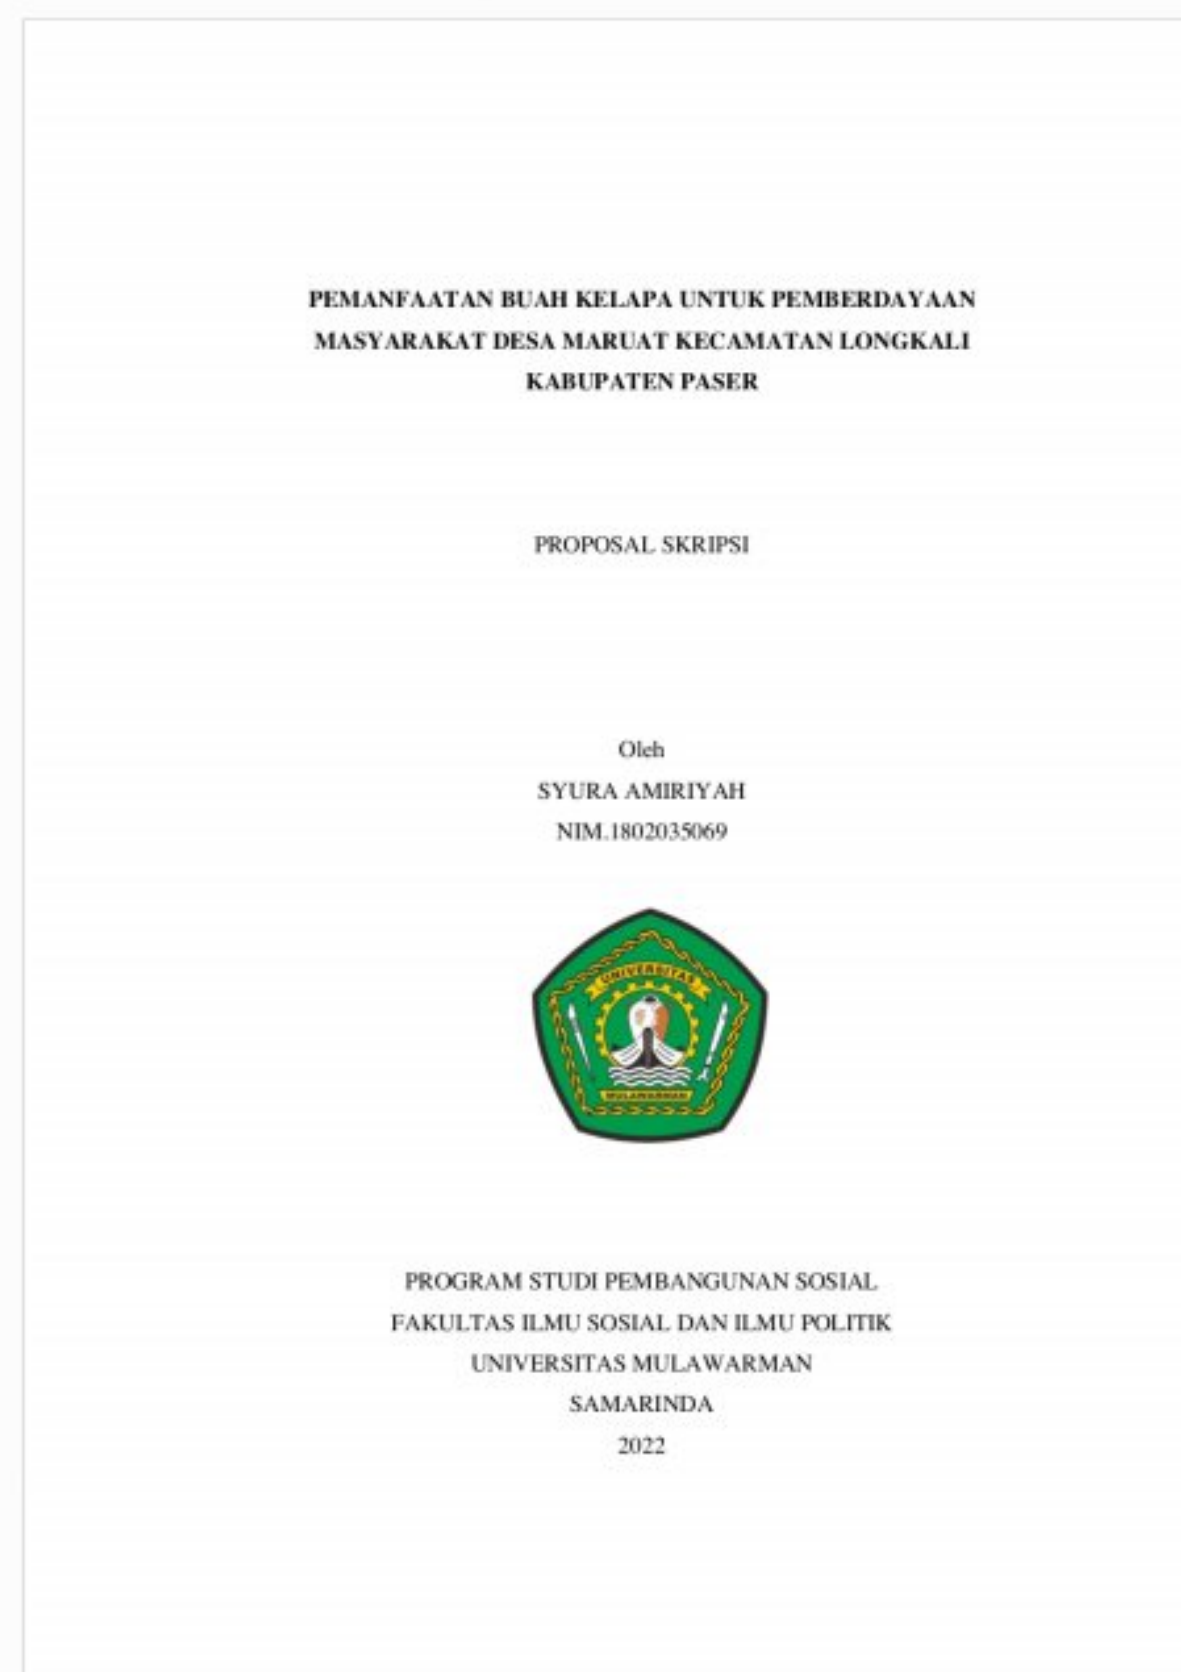 PEMANFAATAN BUAH KELAPA UNTUK PEMBERDAYAAN
MASYARAKAT DESA MARUAT KECAMATAN LONGKALI
KABUPATEN PASER
PROPOSAL SKRIPSI
Oleh
SYURA AMIRIYAH
NIM.1802035069
UNIVERSITAS
MULAWARMAN
PROGRAM STUDI PEMBANGUNAN SOSIAL
FAKULTAS ILMU SOSIAL DAN ILMU POLITIK
UNIVERSITAS MULAWARMAN
SAMARINDA
2022